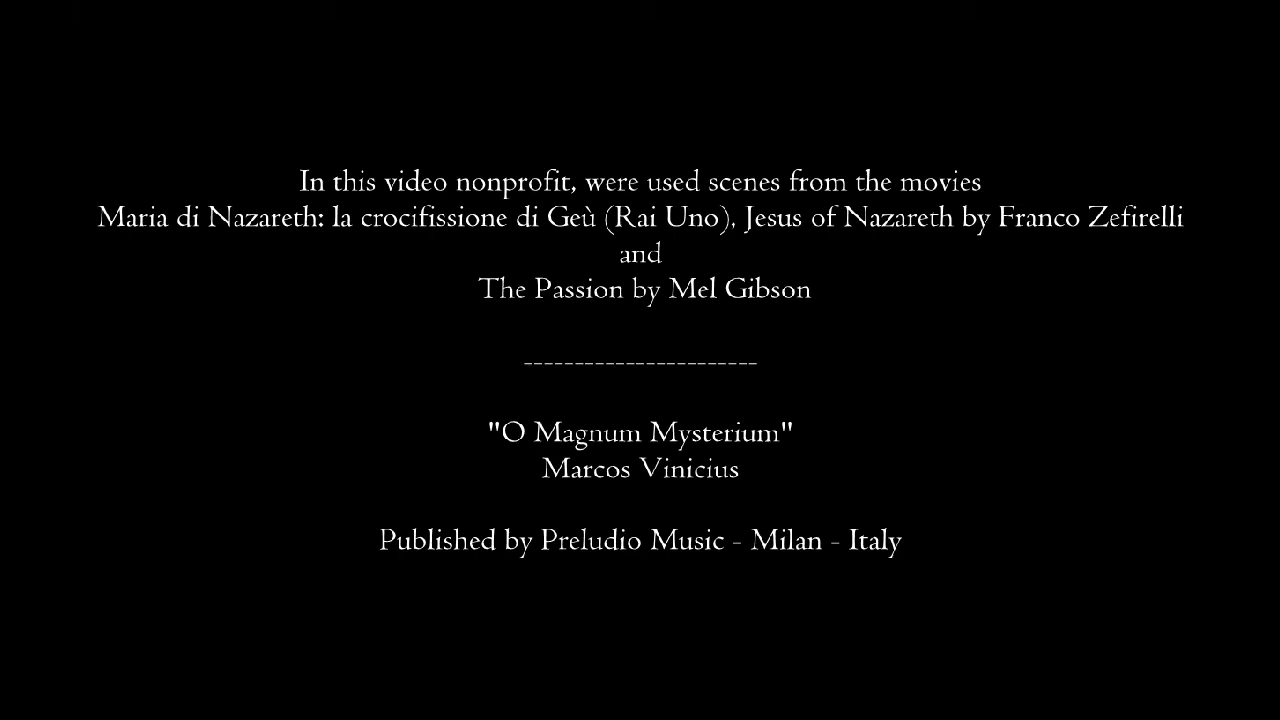 In this video nonprofit, were used scenes from the movies
Maria di Nazareth: la crocifissione di Geù (Rai Uno), Jesus of Nazareth by Franco Zefirelli
and
The Passion by Mel Gibson
-----------------------
"O Magnum Mysterium"
Marcos Vinicius
Published by Preludio Music - Milan - Italy